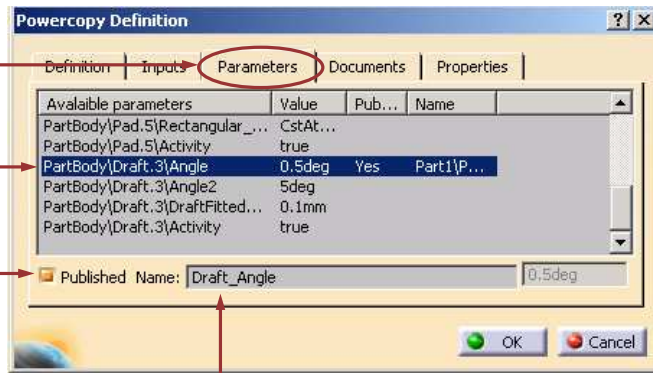 Powercopy Definition
Definition Inputs Parameters Documents Properties
Avalaible parameters Value Pub... Name
PartBody\Pad.5\Rectangular_... CstAt...
PartBody\Pad.5\Activity true
PartBody\Draft.3\Angle 0.5deg Yes Part1\P...
PartBody\Draft.3\Angle2 5deg
PartBody\Draft.3\DraftFitted... 0.1mm
PartBody\Draft.3\Activity true
Published Name: Draft_Angle 0.5deg
OK Cancel